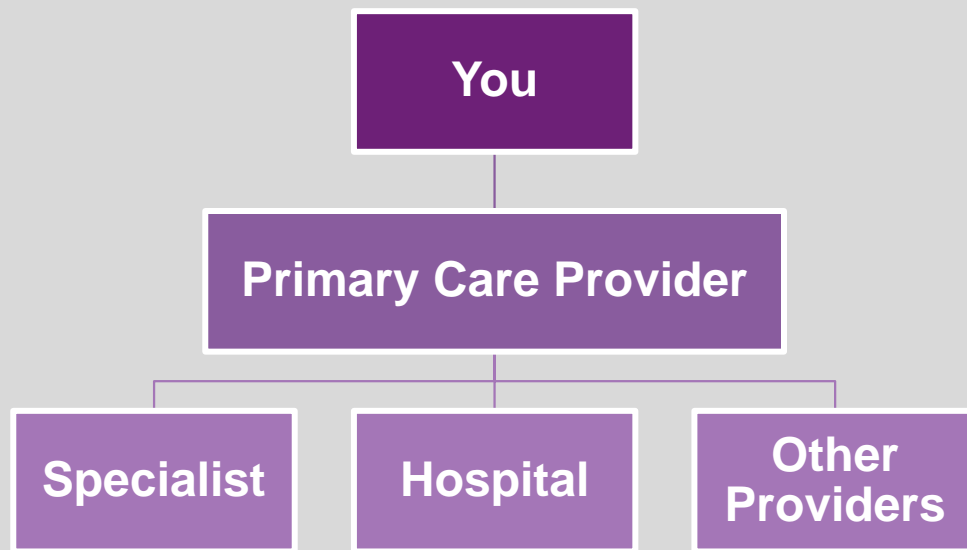 You
Primary Care Provider
Specialist
Hospital
Other
Providers